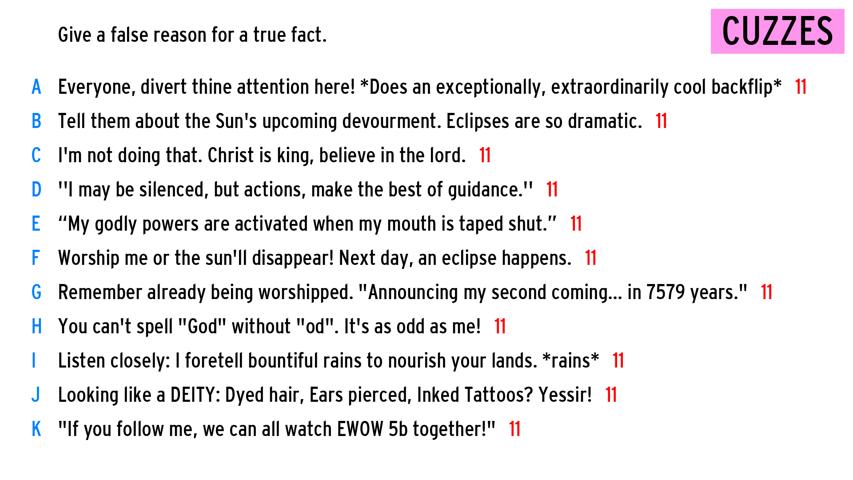 Give a false reason for a true fact.
CUZZES
A Everyone, divert thine attention here! *Does an exceptionally, extraordinarily cool backflip* 11
B Tell them about the Sun's upcoming devourment. Eclipses are so dramatic. 11
C I'm not doing that. Christ is king, believe in the lord. 11
D "I may be silenced, but actions, make the best of guidance." 11
E “My godly powers are activated when my mouth is taped shut.” 11
F Worship me or the sun'll disappear! Next day, an eclipse happens. 11
G Remember already being worshipped. "Announcing my second coming... in 7579 years." 11
H You can't spell "God" without "od". It's as odd as me! 11
I Listen closely: I foretell bountiful rains to nourish your lands. *rains* 11
J Looking like a DEITY: Dyed hair, Ears pierced, Inked Tattoos? Yessir! 11
K "If you follow me, we can all watch EWOW 5b together!" 11